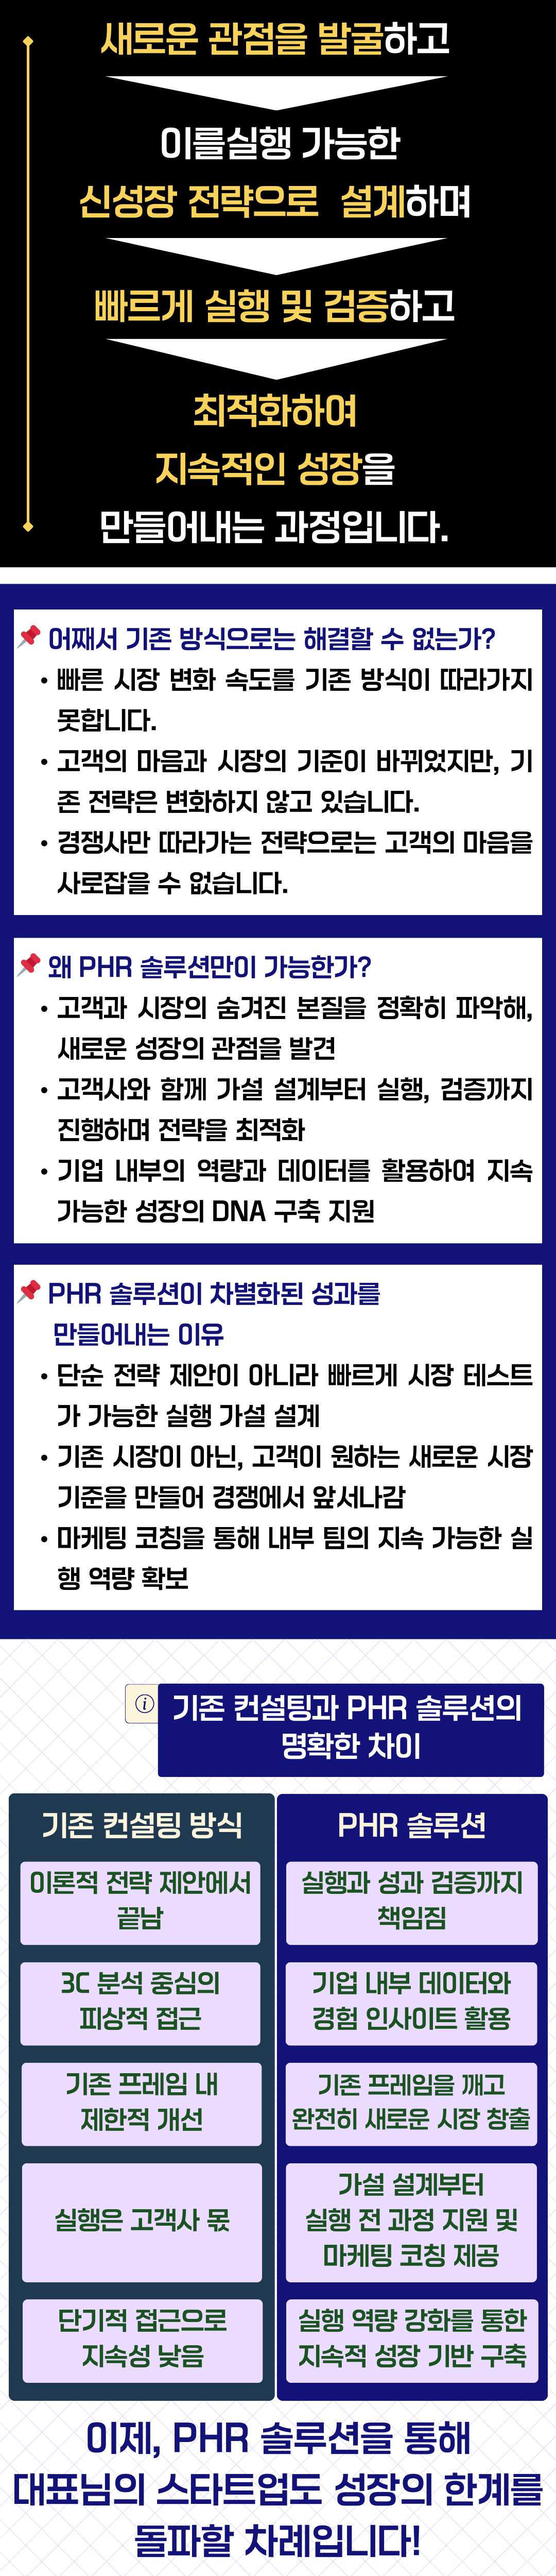 새로운 관점을 발굴하고
이를실행 가능한
신성장 전략으로 설계하며
빠르게 실행 및 검증하고
최적화하여
지속적인 성장을
만들어내는 과정입니다.
어째서 기존 방식으로는 해결할 수 없는가?
• 빠른 시장 변화 속도를 기존 방식이 따라가지
못합니다.
• 고객의 마음과 시장의 기준이 바뀌었지만, 기
존 전략은 변화하지 않고 있습니다.
• 경쟁사만 따라가는 전략으로는 고객의 마음을
사로잡을 수 없습니다.
왜 PHR 솔루션만이 가능한가?
• 고객과 시장의 숨겨진 본질을 정확히 파악해,
새로운 성장의 관점을 발견
• 고객사와 함께 가설 설계부터 실행, 검증까지
진행하며 전략을 최적화
• 기업 내부의 역량과 데이터를 활용하여 지속
가능한 성장의 DNA 구축 지원
PHR 솔루션이 차별화된 성과를
만들어내는 이유
• 단순 전략 제안이 아니라 빠르게 시장 테스트
가 가능한 실행 가설 설계
• 기존 시장이 아닌, 고객이 원하는 새로운 시장
기준을 만들어 경쟁에서 앞서나감
• 마케팅 코칭을 통해 내부 팀의 지속 가능한 실
행 역량 확보
i
기존 컨설팅과 PHR 솔루션의
명확한 차이
기존 컨설팅 방식
PHR 솔루션
이론적 전략 제안에서
끝남
실행과 성과 검증까지
책임짐
3C 분석 중심의
피상적 접근
기업 내부 데이터와
경험 인사이트 활용
기존 프레임 내
제한적 개선
기존 프레임을 깨고
완전히 새로운 시장 창출
실행은 고객사 몫
가설 설계부터
실행 전 과정 지원 및
마케팅 코칭 제공
단기적 접근으로
지속성 낮음
실행 역량 강화를 통한
지속적 성장 기반 구축
이제, PHR 솔루션을 통해
대표님의 스타트업도 성장의 한계를
돌파할 차례입니다!